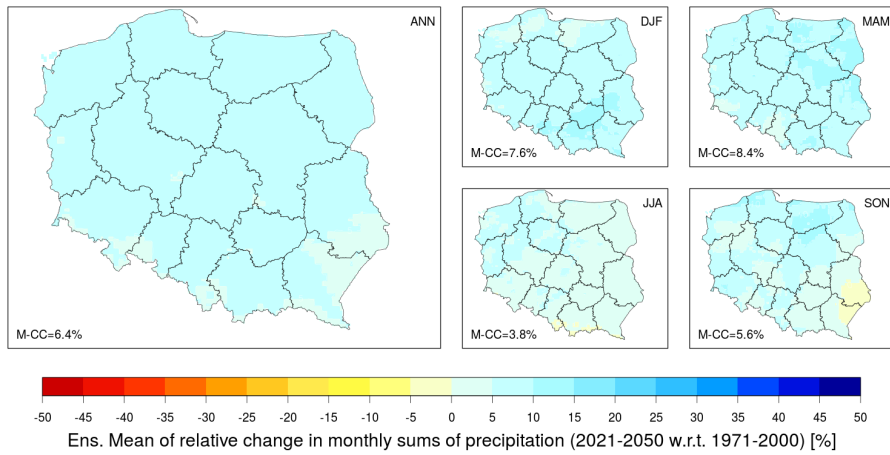 ANN
M-CC=6.4%
DJF
M-CC=7.6%
MAM
M-CC=8.4%
JJA
M-CC=3.8%
SON
M-CC=5.6%
-50 -45 -40 -35 -30 -25 -20 -15 -10 -5 0 5 10 15 20 25 30 35 40 45 50
Ens. Mean of relative change in monthly sums of precipitation (2021-2050 w.r.t. 1971-2000) [%]